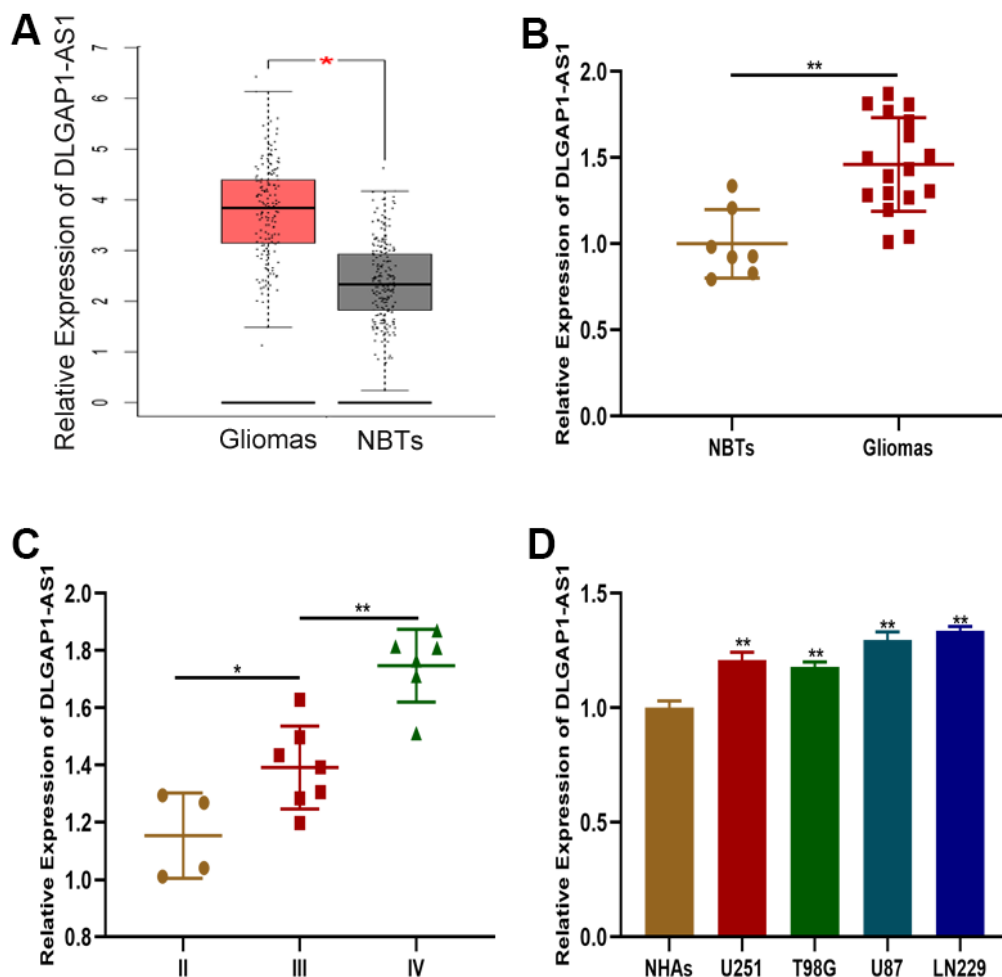 A
Relative Expression of DLGAP1-AS1
7
6
5
4
3
2
1
0
*
Gliomas
NBTs
B
Relative Expression of DLGAP1-AS1
2.0
1.5
1.0
0.5
0.0
**
NBTs
Gliomas
C
Relative Expression of DLGAP1-AS1
2.0
1.8
1.6
1.4
1.2
1.0
0.8
*
**
II
III
IV
D
Relative Expression of DLGAP1-AS1
1.5
1.0
0.5
0.0
**
**
**
**
NHAs
U251
T98G
U87
LN229